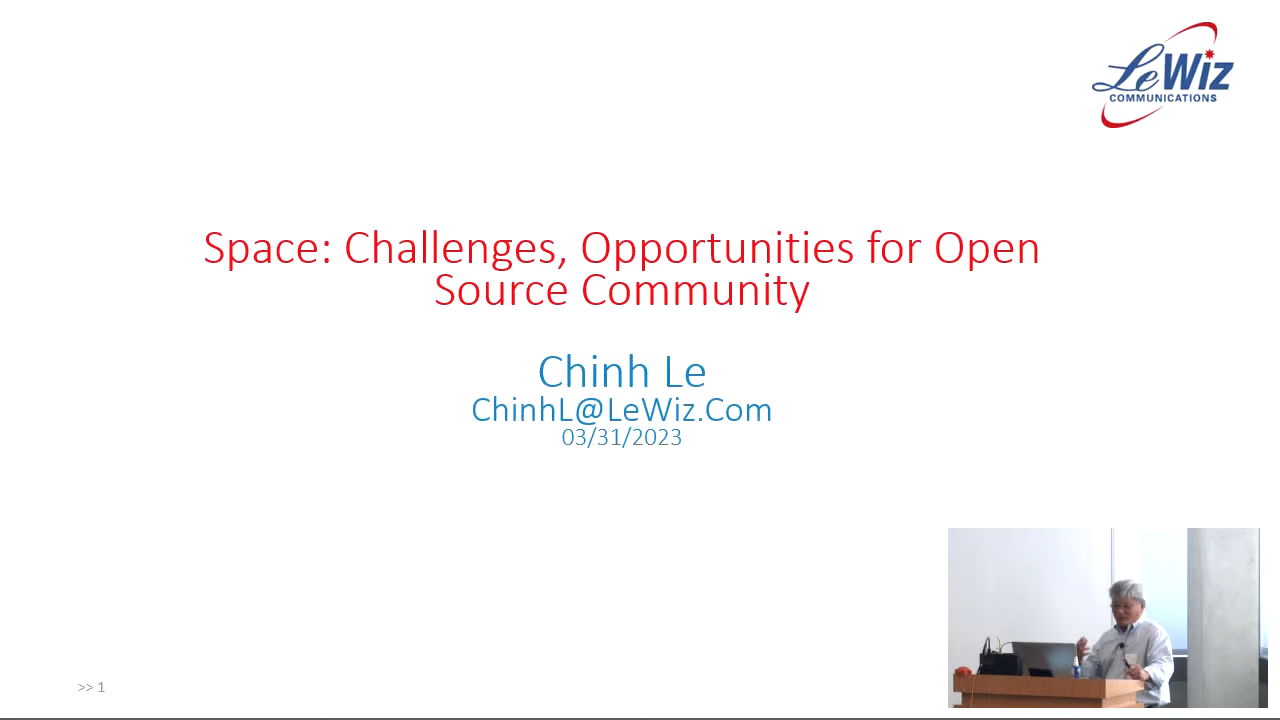 LeWiz
COMMUNICATIONS
Space: Challenges, Opportunities for Open
Source Community
Chinh Le
ChinhL@LeWiz.Com
03/31/2023
>> 1